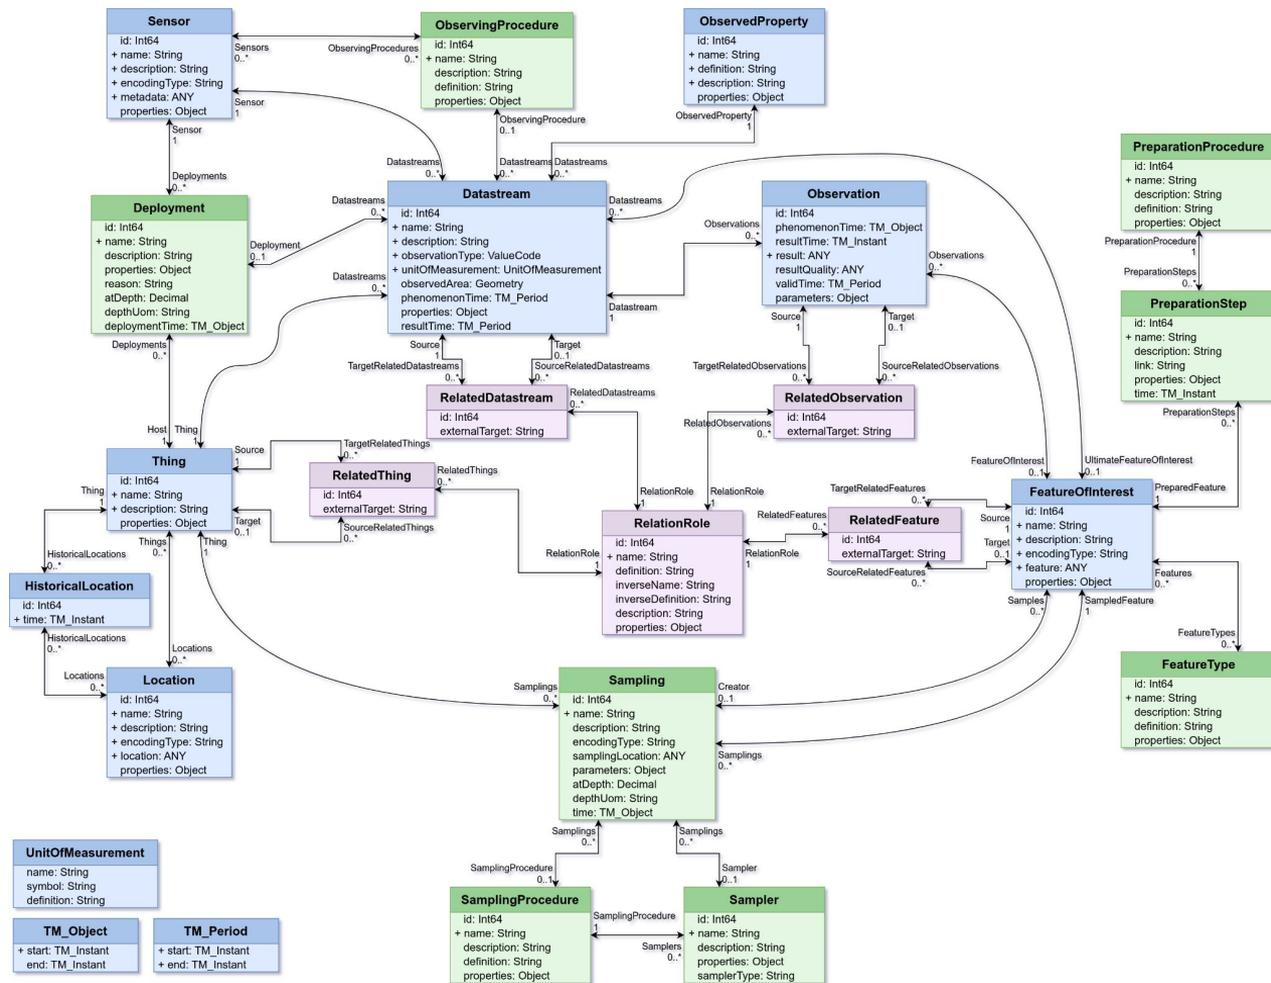 Sensor
id: Int64
+ name: String
+ description: String
+ encodingType: String
+ metadata: ANY
properties: Object
Sensors
0..*
ObservingProcedures
0..*
ObservingProcedure
id: Int64
+ name: String
description: String
definition: String
properties: Object
ObservedProperty
id: Int64
+ name: String
+ definition: String
+ description: String
properties: Object
Sensor
1
Sensor
1
ObservingProcedure
0..1
ObservedProperty
1
Deployments
0..*
Datastreams
0..*
Datastreams
0..*
Datastreams
0..*
PreparationProcedure
id: Int64
+ name: String
description: String
definition: String
properties: Object
PreparationProcedure
1
PreparationSteps
0..*
Deployment
id: Int64
+ name: String
description: String
properties: Object
reason: String
atDepth: Decimal
depthUom: String
deploymentTime: TM_Object
Deployment
0..1
Datastreams
0..*
Datastreams
0..*
Datastream
id: Int64
+ name: String
+ description: String
+ observationType: ValueCode
+ unitOfMeasurement: UnitOfMeasurement
observedArea: Geometry
phenomenonTime: TM_Period
properties: Object
resultTime: TM_Period
Datastreams
0..*
Datastream
1
Observations
0..*
Observation
id: Int64
phenomenonTime: TM_Object
resultTime: TM_Instant
+ result: ANY
resultQuality: ANY
validTime: TM_Period
parameters: Object
Observations
0..*
PreparationStep
id: Int64
+ name: String
description: String
link: String
properties: Object
time: TM_Instant
PreparationSteps
0..*
Deployments
0..*
Source
1
Target
0..1
TargetRelatedDatastreams
0..*
SourceRelatedDatastreams
0..*
Source
1
Target
0..1
TargetRelatedObservations
0..*
SourceRelatedObservations
0..*
RelatedDatastream
id: Int64
externalTarget: String
RelatedDatastreams
0..*
RelatedObservation
id: Int64
externalTarget: String
RelatedObservations
0..*
Host
1
Thing
1
Thing
id: Int64
+ name: String
+ description: String
properties: Object
Source
1
TargetRelatedThings
0..*
RelatedThing
id: Int64
externalTarget: String
RelatedThings
0..*
Target
0..1
SourceRelatedThings
0..*
Thing
1
Things
0..*
Thing
1
RelationRole
1
RelationRole
1
RelationRole
1
RelationRole
id: Int64
+ name: String
definition: String
inverseName: String
inverseDefinition: String
description: String
properties: Object
RelatedFeatures
0..*
RelationRole
1
RelatedFeature
id: Int64
externalTarget: String
TargetRelatedFeatures
0..*
SourceRelatedFeatures
0..*
Source
1
Target
0..1
FeatureOfInterest
0..1
UltimateFeatureOfInterest
0..1
PreparedFeature
1
FeatureOfInterest
id: Int64
+ name: String
+ description: String
+ encodingType: String
+ feature: ANY
properties: Object
Features
0..*
FeatureTypes
0..*
Samples
0..*
SampledFeature
1
FeatureType
id: Int64
+ name: String
description: String
definition: String
properties: Object
HistoricalLocations
0..*
HistoricalLocation
id: Int64
+ time: TM_Instant
HistoricalLocations
0..*
Locations
0..*
Locations
0..*
Location
id: Int64
+ name: String
+ description: String
+ encodingType: String
+ location: ANY
properties: Object
Samplings
0..*
Sampling
id: Int64
+ name: String
description: String
encodingType: String
samplingLocation: ANY
parameters: Object
atDepth: Decimal
depthUom: String
time: TM_Object
Creator
0..1
Samplings
0..*
Samplings
0..*
Samplings
0..*
SamplingProcedure
0..1
Sampler
0..1
SamplingProcedure
id: Int64
+ name: String
description: String
definition: String
properties: Object
SamplingProcedure
1
Samplers
0..*
Sampler
id: Int64
+ name: String
description: String
properties: Object
samplerType: String
UnitOfMeasurement
name: String
symbol: String
definition: String
TM_Object
+ start: TM_Instant
end: TM_Instant
TM_Period
+ start: TM_Instant
+ end: TM_Instant